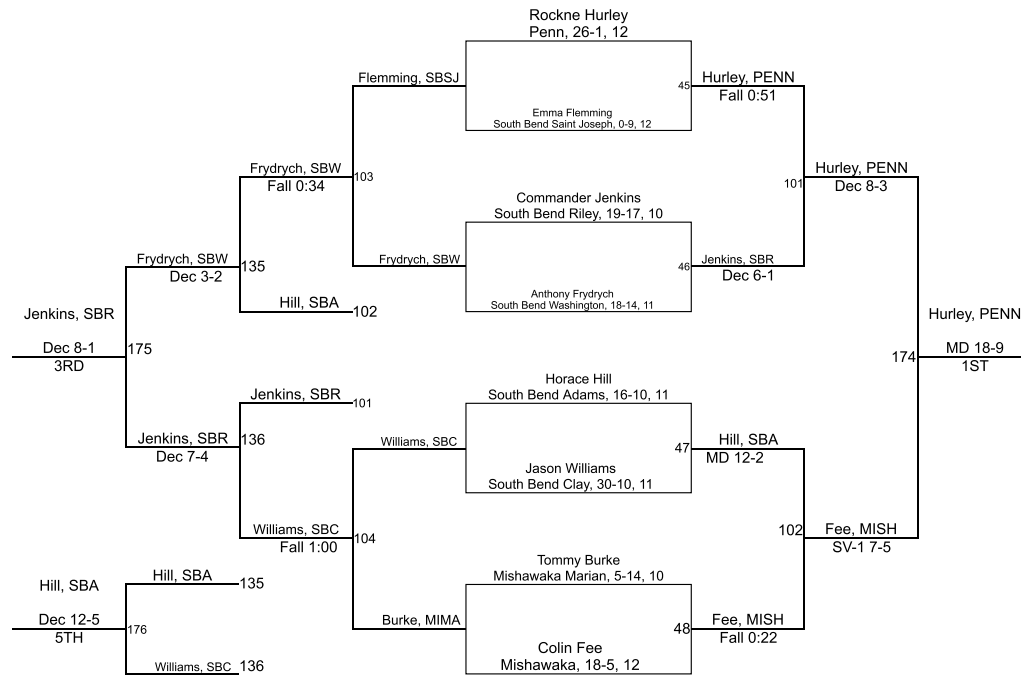 Rockne Hurley
Penn, 26-1, 12
Flemming, SBSJ
45
Hurley, PENN
Fall 0:51
Emma Flemming
South Bend Saint Joseph, 0-9, 12
Frydrych, SBW
Fall 0:34
103
101
Hurley, PENN
Dec 8-3
Commander Jenkins
South Bend Riley, 19-17, 10
Frydrych, SBW
Dec 3-2
135
Frydrych, SBW
46
Jenkins, SBR
Dec 6-1
Anthony Frydrych
South Bend Washington, 18-14, 11
Hill, SBA
102
Jenkins, SBR
Dec 8-1
3RD
175
Hurley, PENN
174
MD 18-9
1ST
Horace Hill
South Bend Adams, 16-10, 11
Jenkins, SBR
101
Jenkins, SBR
Dec 7-4
136
Williams, SBC
47
Hill, SBA
MD 12-2
Jason Williams
South Bend Clay, 30-10, 11
Williams, SBC
Fall 1:00
104
102
Fee, MISH
SV-1 7-5
Tommy Burke
Mishawaka Marian, 5-14, 10
Hill, SBA
Dec 12-5
5TH
Hill, SBA
135
176
Williams, SBC
136
Burke, MIMA
48
Fee, MISH
Fall 0:22
Colin Fee
Mishawaka, 18-5, 12